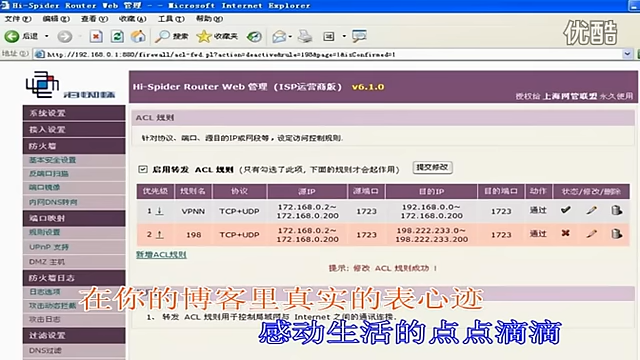 Hi-Spider Router Web 管理 - - Microsoft Internet Explorer
文件(F) 编辑(E) 查看(V) 收藏(A) 工具(T) 帮助(H)
后退 搜索 收藏夹
优酷
地址(D) http://192.168.0.1:880/firewall/acl-fwd.pl?action=deactive&rule=198&page=1&isConfirmed=1
Hi-Spider Router Web 管理 (ISP运营商版) v6.1.0
授权给 上海网管联盟 永久使用
系统设置
接入设置
防火墙
基本安全设置
反端口扫描
端口镜像
内网DNS转向
端口映射
规则设置
UPnP 支持
DMZ 主机
防火墙日志
日志选项
攻击动态拦截
攻击日志
过滤设置
DNS过滤
ACL 规则
针对协议、端口、源目的IP或网段等，设定访问控制规则.
启用转发 ACL 规则 (只有勾选了此项, 下面的规则才会起作用) 提交修改
优先级 规则名 协议 源IP 源端口 目的IP 目的端口 动作 状态/修改/删除
1 VPNN TCP+UDP 172.168.0.2~172.168.0.200 1723 192.168.0.0~172.168.0.200 1723 通过
2 198 TCP+UDP 172.168.0.2~172.168.0.200 1723 198.222.233.0~198.222.233.200 1723 通过
新增ACL规则
提示: 修改 ACL 规则成功 !
在你的博客里真实的表心迹
1、 转发 ACL 规则用于控制局域网与 Internet 之间的通讯连接.
感动生活的点点滴滴